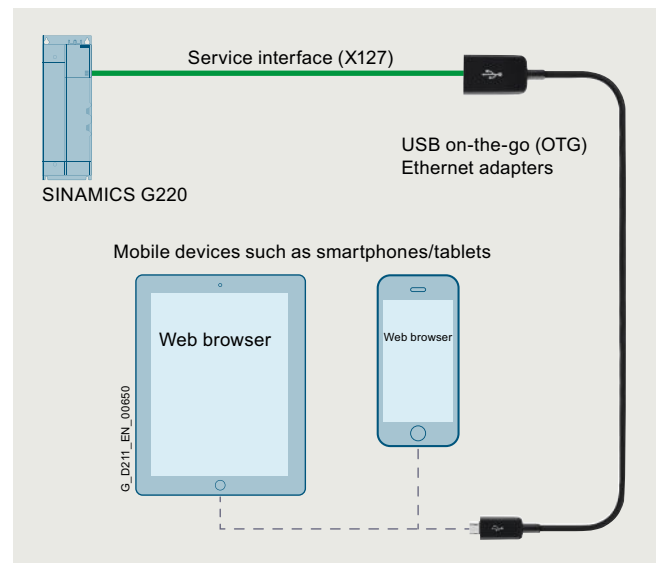 Service interface (X127)
USB on-the-go (OTG)
Ethernet adapters
SINAMICS G220
Mobile devices such as smartphones/tablets
Web browser
Web browser
G_D211_EN_00650